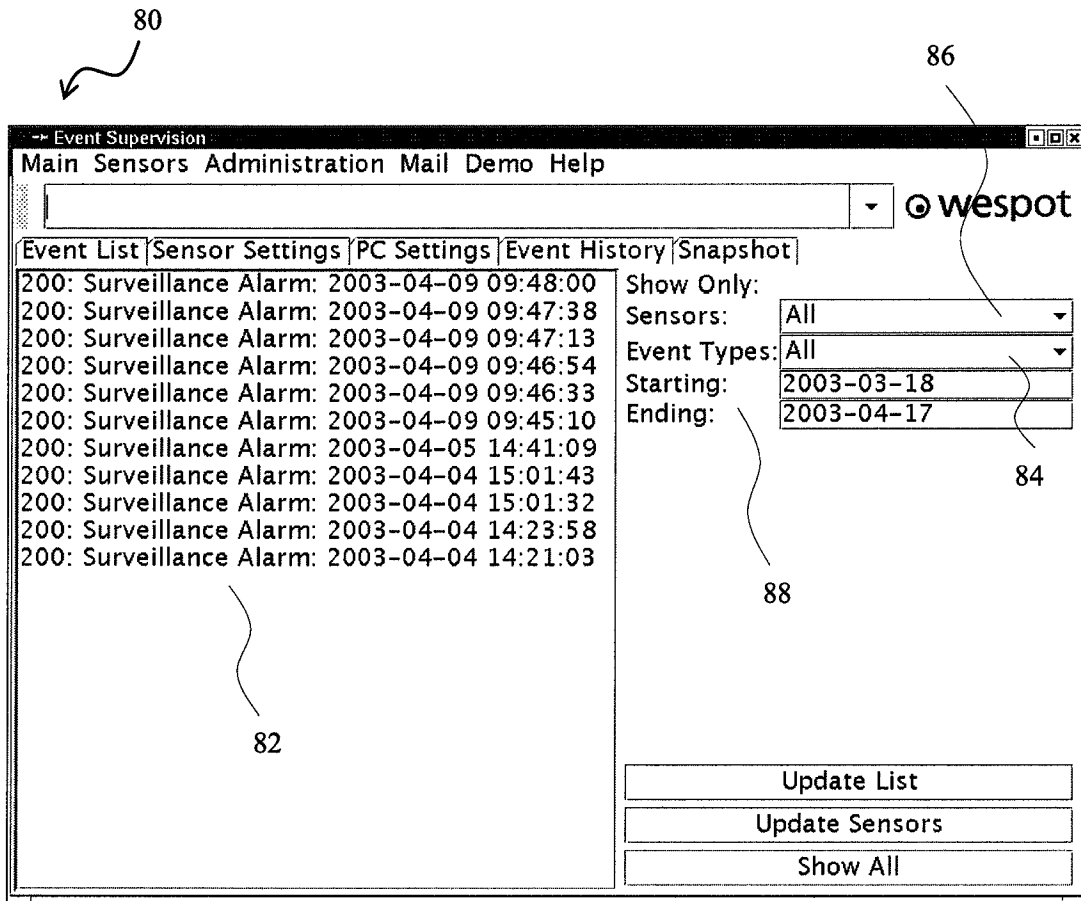 80
86
Event Supervision
Main Sensors Administration Mail Demo Help
wespot
Event List Sensor Settings PC Settings Event History Snapshot
200: Surveillance Alarm: 2003-04-09 09:48:00
200: Surveillance Alarm: 2003-04-09 09:47:38
200: Surveillance Alarm: 2003-04-09 09:47:13
200: Surveillance Alarm: 2003-04-09 09:46:54
200: Surveillance Alarm: 2003-04-09 09:46:33
200: Surveillance Alarm: 2003-04-09 09:45:10
200: Surveillance Alarm: 2003-04-05 14:41:09
200: Surveillance Alarm: 2003-04-04 15:01:43
200: Surveillance Alarm: 2003-04-04 15:01:32
200: Surveillance Alarm: 2003-04-04 14:23:58
200: Surveillance Alarm: 2003-04-04 14:21:03
Show Only:
Sensors: All
Event Types: All
Starting: 2003-03-18
Ending: 2003-04-17
84
88
82
Update List
Update Sensors
Show All